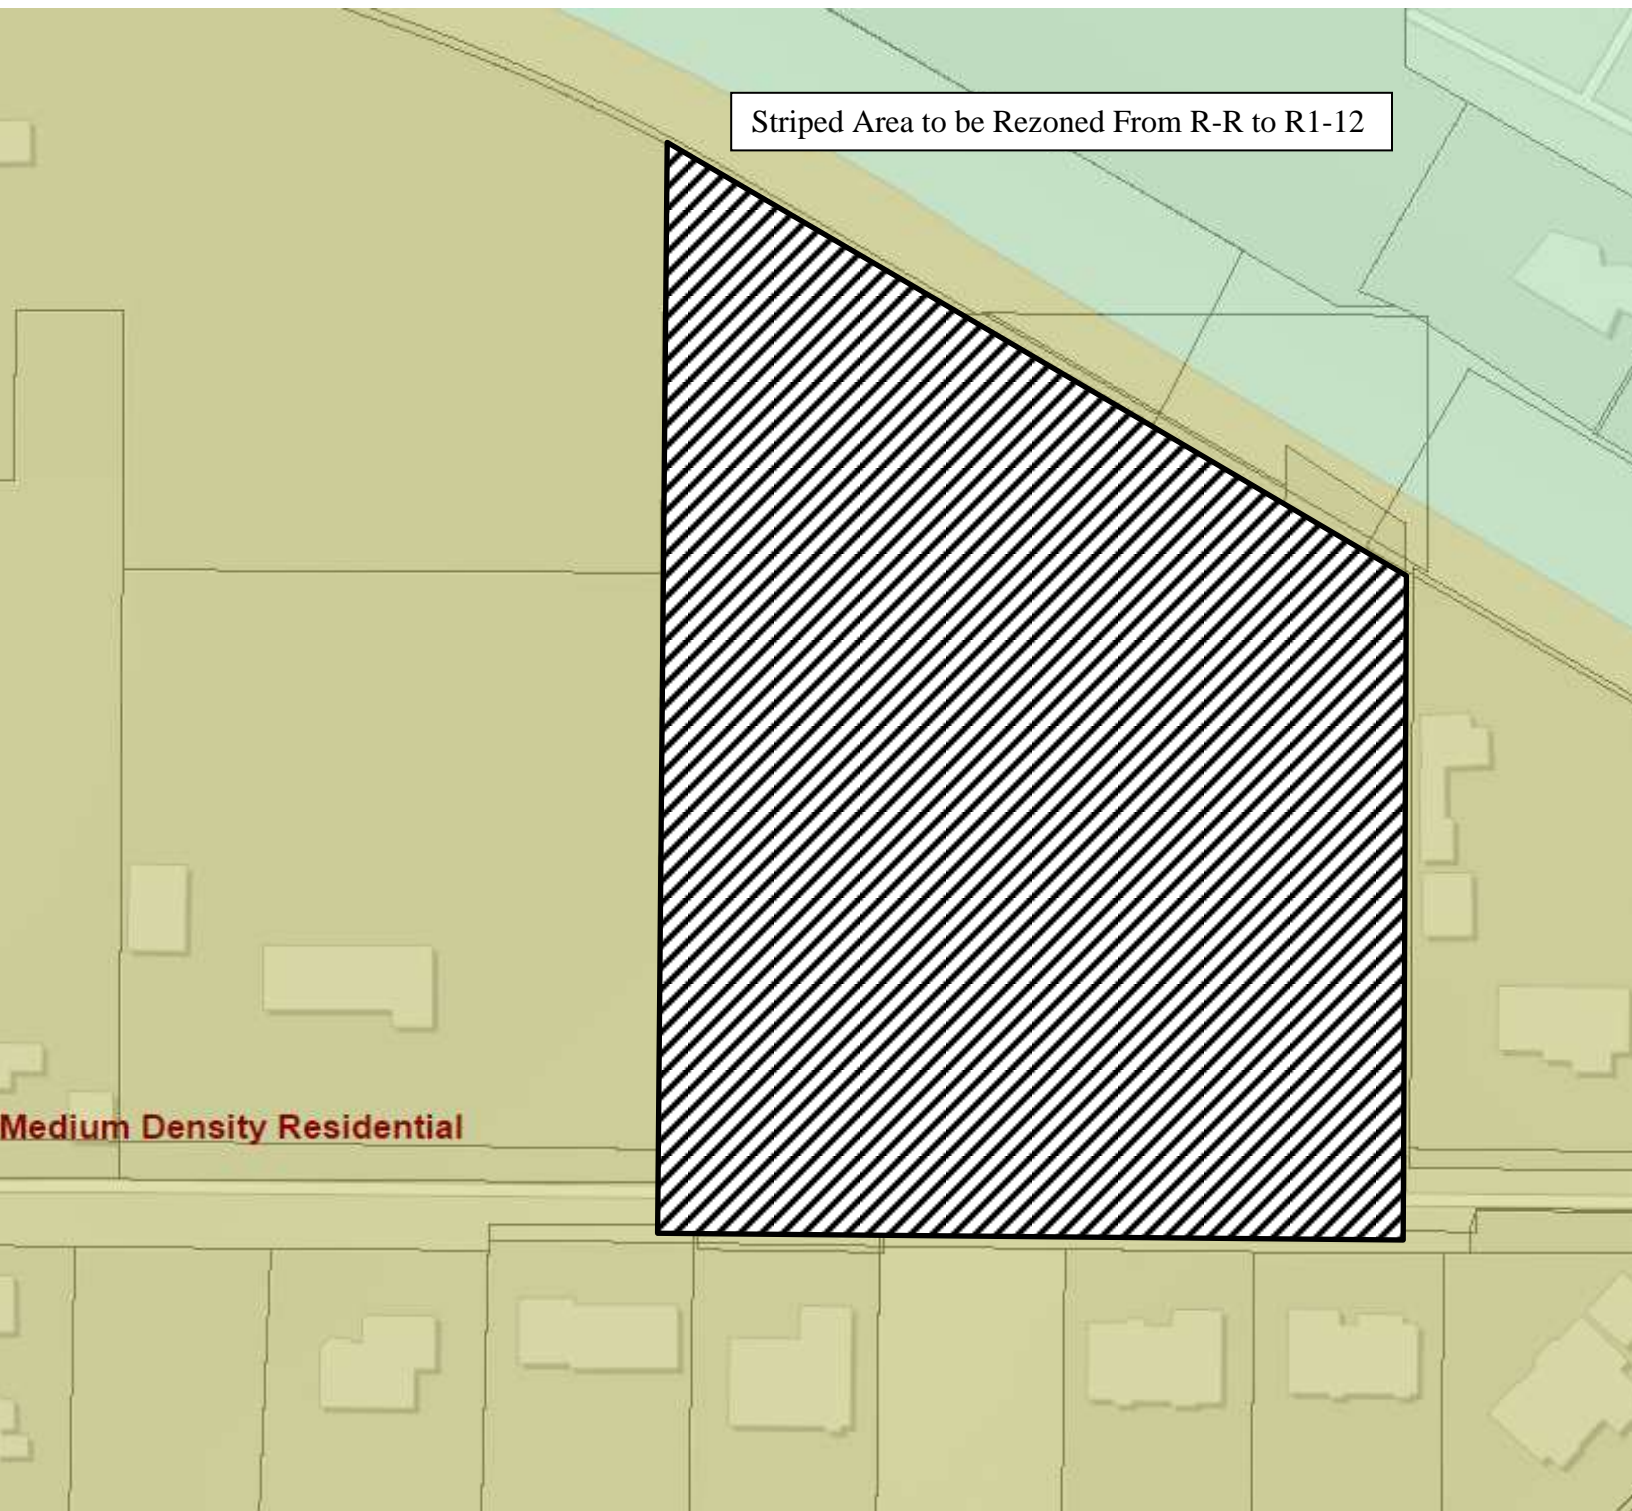 Striped Area to be Rezoned From R-R to R1-12
Medium Density Residential